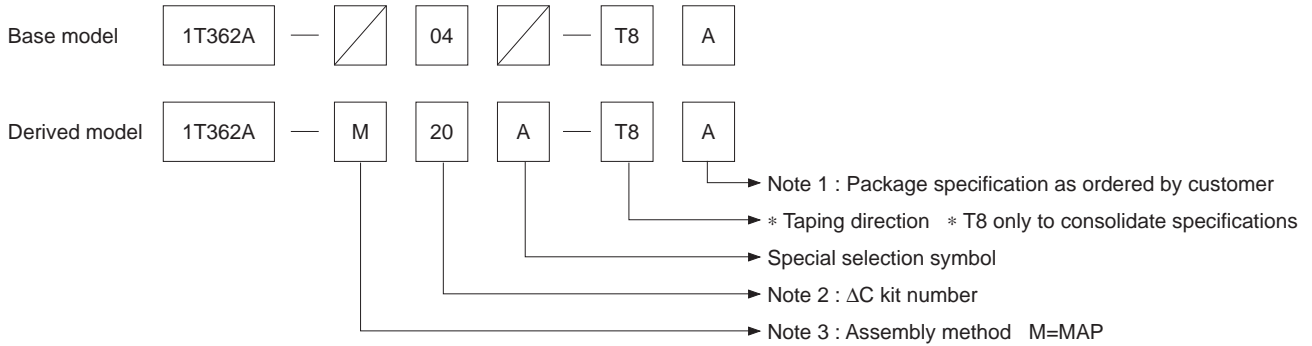 Base model 1T362A — 04 — T8 A
Derived model 1T362A — M 20 A — T8 A
Note 1 : Package specification as ordered by customer
* Taping direction * T8 only to consolidate specifications
Special selection symbol
Note 2 : ΔC kit number
Note 3 : Assembly method M=MAP